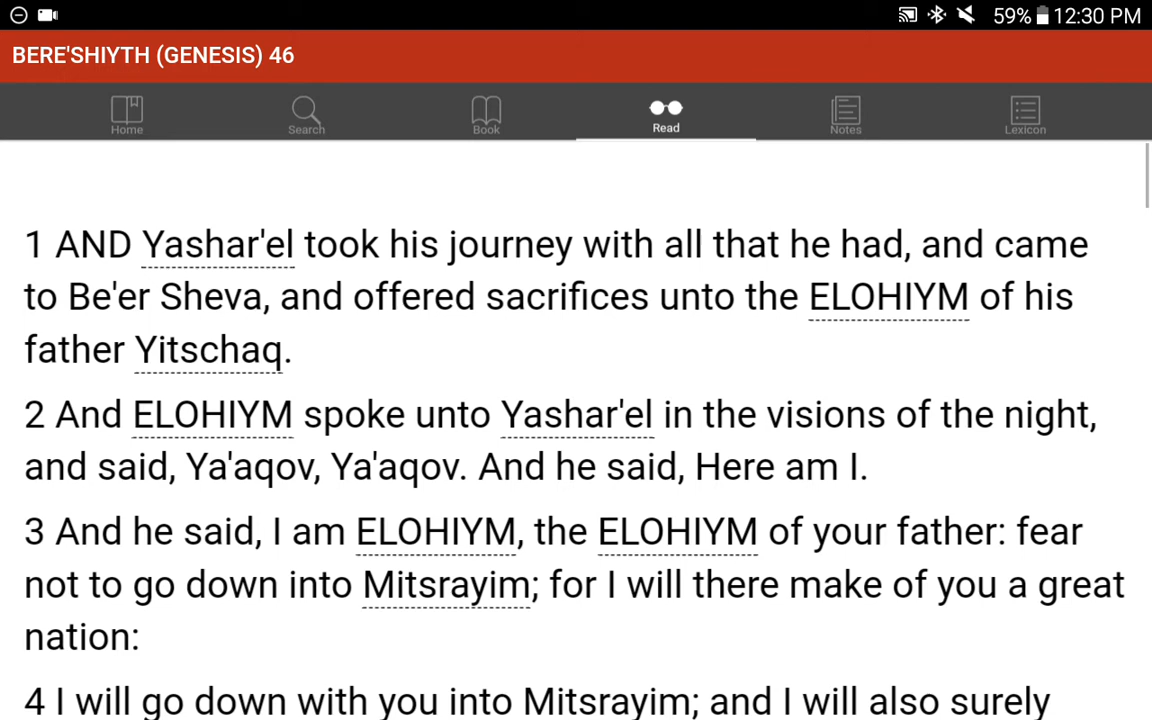 59% 12:30 PM
BERE'SHIYTH (GENESIS) 46
Home Search Book Read Notes Lexicon
1 AND Yashar'el took his journey with all that he had, and came
to Be'er Sheva, and offered sacrifices unto the ELOHIYM of his
father Yitschaq.
2 And ELOHIYM spoke unto Yashar'el in the visions of the night,
and said, Ya'aqov, Ya'aqov. And he said, Here am I.
3 And he said, I am ELOHIYM, the ELOHIYM of your father: fear
not to go down into Mitsrayim; for I will there make of you a great
nation:
4 I will go down with you into Mitsrayim; and I will also surely